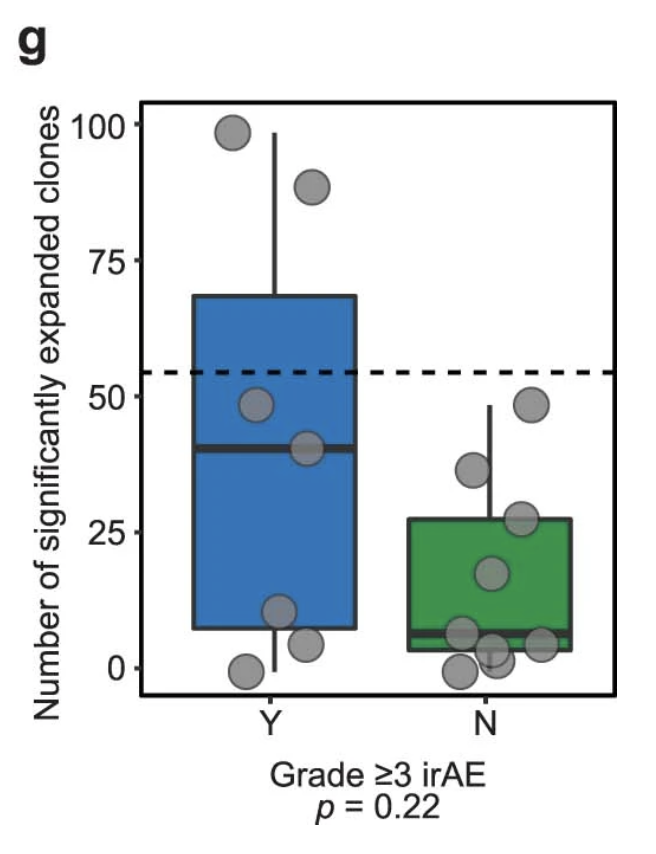 g
Number of significantly expanded clones
100
75
50
25
0
Y N
Grade ≥3 irAE
p = 0.22